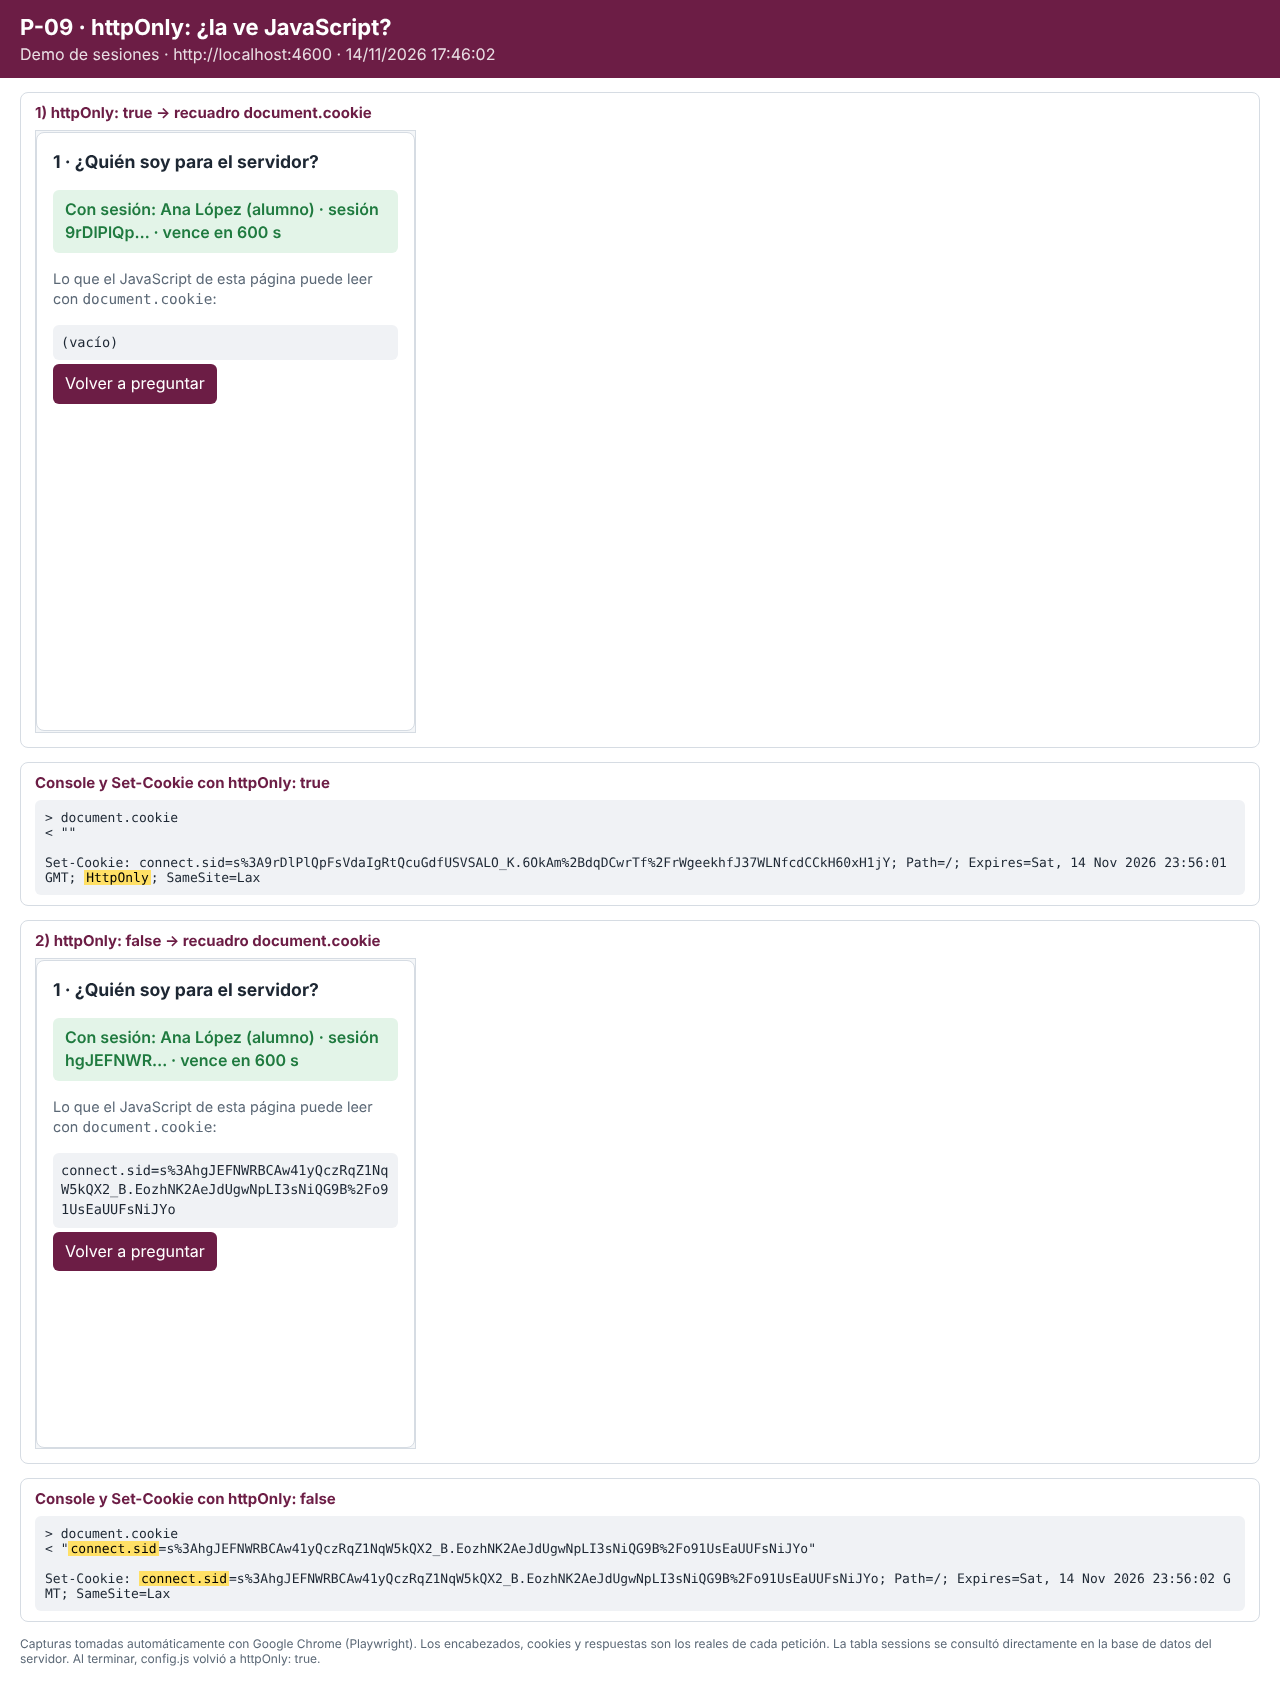 P-09 · httpOnly: ¿la ve JavaScript?
Demo de sesiones · http://localhost:4600 · 14/11/2026 17:46:02
1) httpOnly: true → recuadro document.cookie
1 · ¿Quién soy para el servidor?
Con sesión: Ana López (alumno) · sesión
9rDlPlQp… · vence en 600 s
Lo que el JavaScript de esta página puede leer
con document.cookie:
(vacío)
Volver a preguntar
Console y Set-Cookie con httpOnly: true
> document.cookie
< ""
Set-Cookie: connect.sid=s%3A9rDlPlQpFsVdaIgRtQcuGdfUSVSALO_K.6OkAm%2BdqDCwrTf%2FrWgeekhfJ37WLNfcdCCkH60xH1jY; Path=/; Expires=Sat, 14 Nov 2026 23:56:01
GMT; HttpOnly; SameSite=Lax
2) httpOnly: false → recuadro document.cookie
1 · ¿Quién soy para el servidor?
Con sesión: Ana López (alumno) · sesión
hgJEFNWR… · vence en 600 s
Lo que el JavaScript de esta página puede leer
con document.cookie:
connect.sid=s%3AhgJEFNWRBCAw41yQczRqZ1Nq
W5kQX2_B.EozhNK2AeJdUgwNpLI3sNiQG9B%2Fo9
1UsEaUUFsNiJYo
Volver a preguntar
Console y Set-Cookie con httpOnly: false
> document.cookie
< "connect.sid=s%3AhgJEFNWRBCAw41yQczRqZ1NqW5kQX2_B.EozhNK2AeJdUgwNpLI3sNiQG9B%2Fo91UsEaUUFsNiJYo"
Set-Cookie: connect.sid=s%3AhgJEFNWRBCAw41yQczRqZ1NqW5kQX2_B.EozhNK2AeJdUgwNpLI3sNiQG9B%2Fo91UsEaUUFsNiJYo; Path=/; Expires=Sat, 14 Nov 2026 23:56:02 G
MT; SameSite=Lax
Capturas tomadas automáticamente con Google Chrome (Playwright). Los encabezados, cookies y respuestas son los reales de cada petición. La tabla sessions se consultó directamente en la base de datos del
servidor. Al terminar, config.js volvió a httpOnly: true.